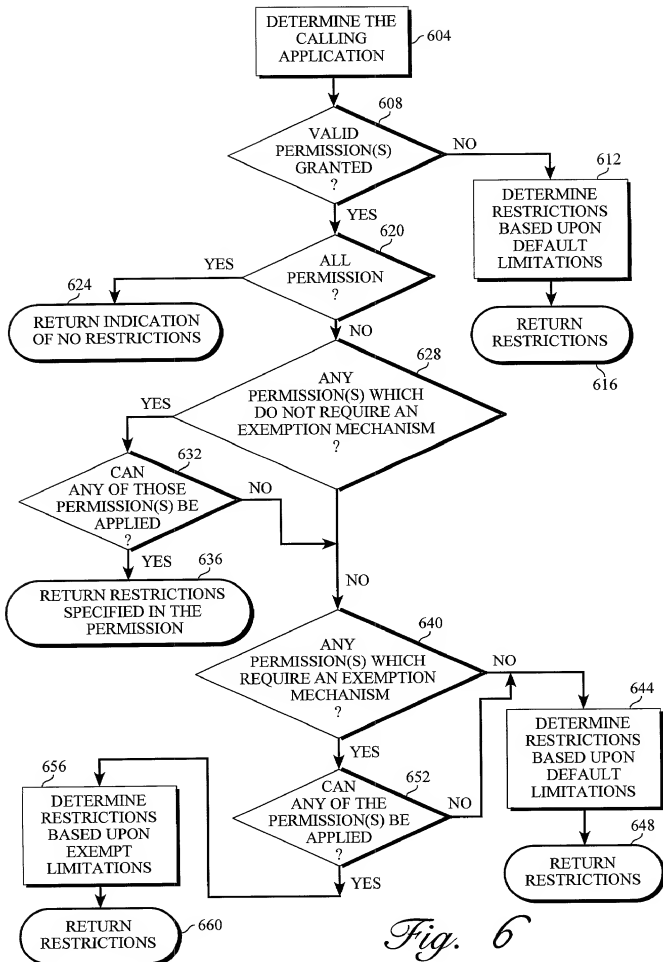 DETERMINE THE
CALLING
APPLICATION
604
608
VALID
PERMISSION(S)
GRANTED
?
NO
YES
612
DETERMINE
RESTRICTIONS
BASED UPON
DEFAULT
LIMITATIONS
RETURN
RESTRICTIONS
616
620
ALL
PERMISSION
?
YES
NO
624
RETURN INDICATION
OF NO RESTRICTIONS
628
ANY
PERMISSION(S) WHICH
DO NOT REQUIRE AN
EXEMPTION MECHANISM
?
YES
632
CAN
ANY OF THOSE
PERMISSION(S) BE
APPLIED
?
NO
YES
NO
636
RETURN RESTRICTIONS
SPECIFIED IN THE
PERMISSION
640
ANY
PERMISSION(S) WHICH
REQUIRE AN EXEMPTION
MECHANISM
?
NO
YES
644
DETERMINE
RESTRICTIONS
BASED UPON
DEFAULT
LIMITATIONS
648
RETURN
RESTRICTIONS
652
CAN
ANY OF THE
PERMISSION(S) BE
APPLIED
?
NO
YES
656
DETERMINE
RESTRICTIONS
BASED UPON
EXEMPT
LIMITATIONS
RETURN
RESTRICTIONS
660
Fig. 6